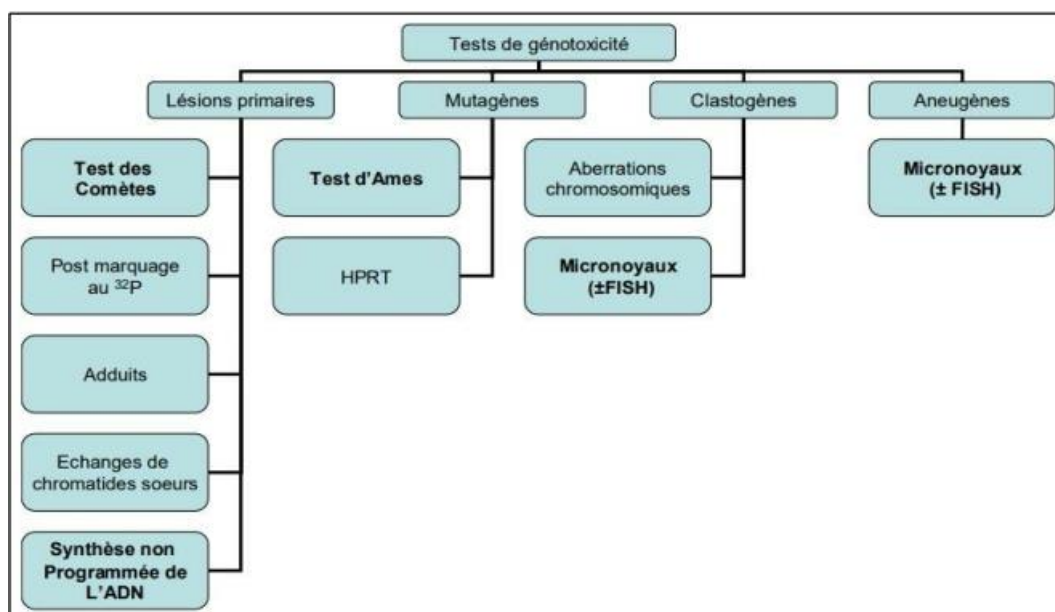 Tests de génotoxicité
Lésions primaires
Mutagènes
Clastogènes
Aneugènes
Test des
Comètes
Test d'Ames
Aberrations
chromosomiques
Micronoyaux
(± FISH)
Post marquage
au ³²P
HPRT
Micronoyaux
(±FISH)
Adduits
Echanges de
chromatides soeurs
Synthèse non
Programmée de
L'ADN